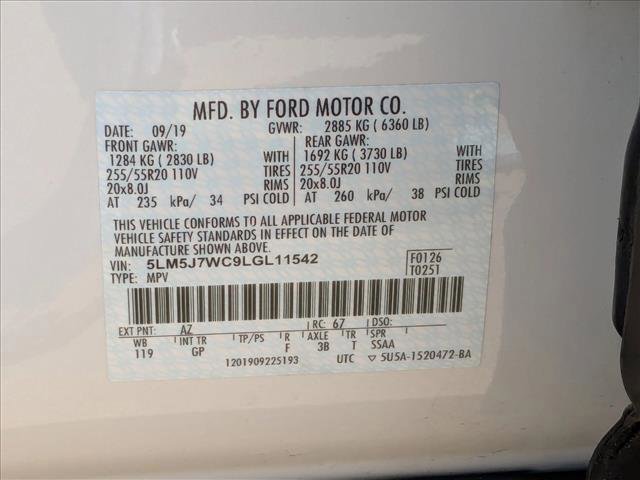 MFD. BY FORD MOTOR CO.
DATE: 09/19 GVWR: 2885 KG ( 6360 LB)
FRONT GAWR: REAR GAWR:
1284 KG ( 2830 LB) WITH 1692 KG ( 3730 LB) WITH
255/55R20 110V TIRES 255/55R20 110V TIRES
20x8.0J RIMS 20x8.0J RIMS
AT 235 kPa/ 34 PSI COLD AT 260 kPa/ 38 PSI COLD
THIS VEHICLE CONFORMS TO ALL APPLICABLE FEDERAL MOTOR
VEHICLE SAFETY STANDARDS IN EFFECT ON THE DATE OF
MANUFACTURE SHOWN ABOVE.
VIN: 5LM5J7WC9LGL11542 F0126
TYPE: MPV T0251
EXT PNT: AZ RC: 67 DSO:
WB INT TR TP/PS R AXLE TR SPR
119 GP F 3B T SSAA
1201909225193 UTC ▽ 5U5A-1520472-BA